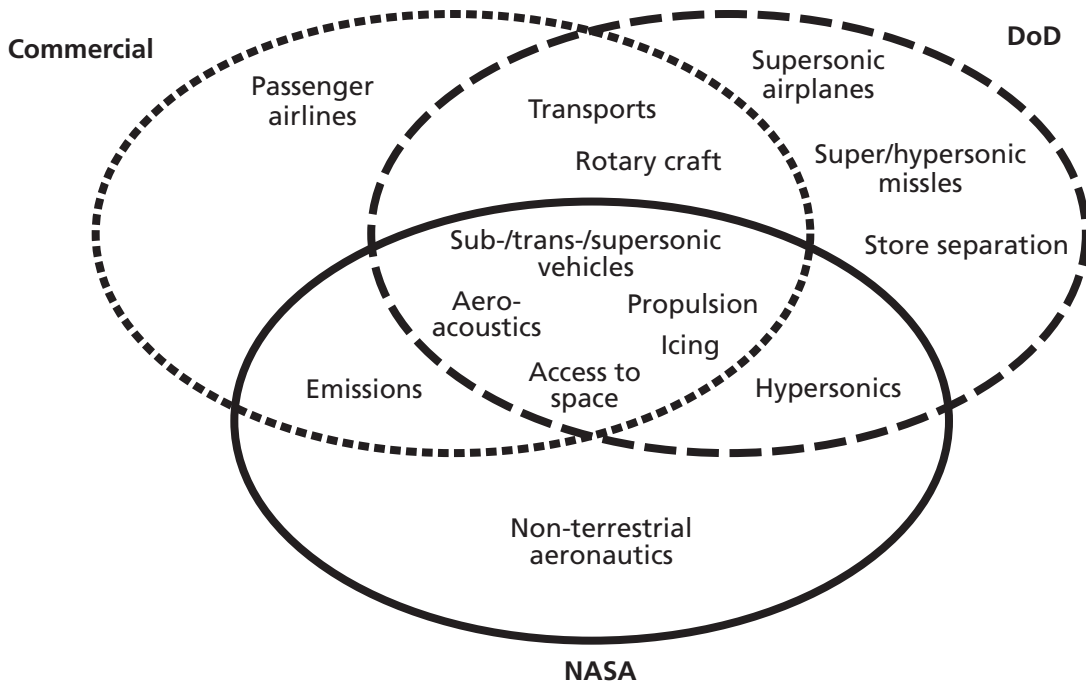 Commercial
DoD
Passenger
airlines
Supersonic
airplanes
Transports
Rotary craft
Super/hypersonic
missles
Store separation
Sub-/trans-/supersonic
vehicles
Aero-
acoustics
Propulsion
Icing
Emissions
Access to
space
Hypersonics
Non-terrestrial
aeronautics
NASA